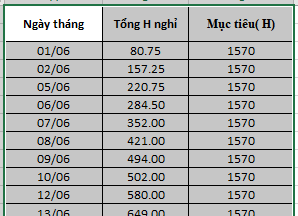 Ngày tháng Tổng H nghỉ Mục tiêu( H)
01/06 80.75 1570
02/06 157.25 1570
05/06 220.75 1570
06/06 284.50 1570
07/06 352.00 1570
08/06 421.00 1570
09/06 494.00 1570
10/06 502.00 1570
12/06 580.00 1570
13/06 649.00 1570